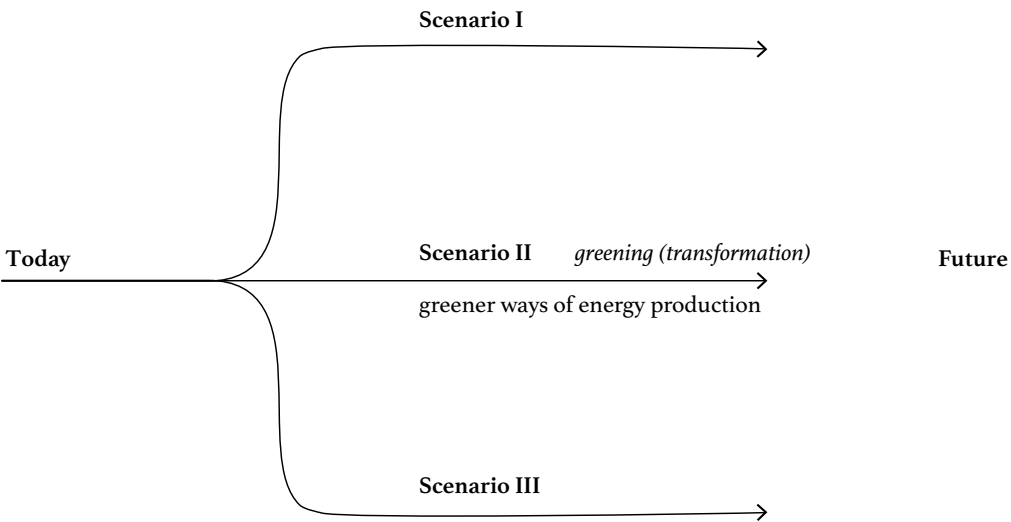 Scenario I
Today
Scenario II greening (transformation)
Future
greener ways of energy production
Scenario III